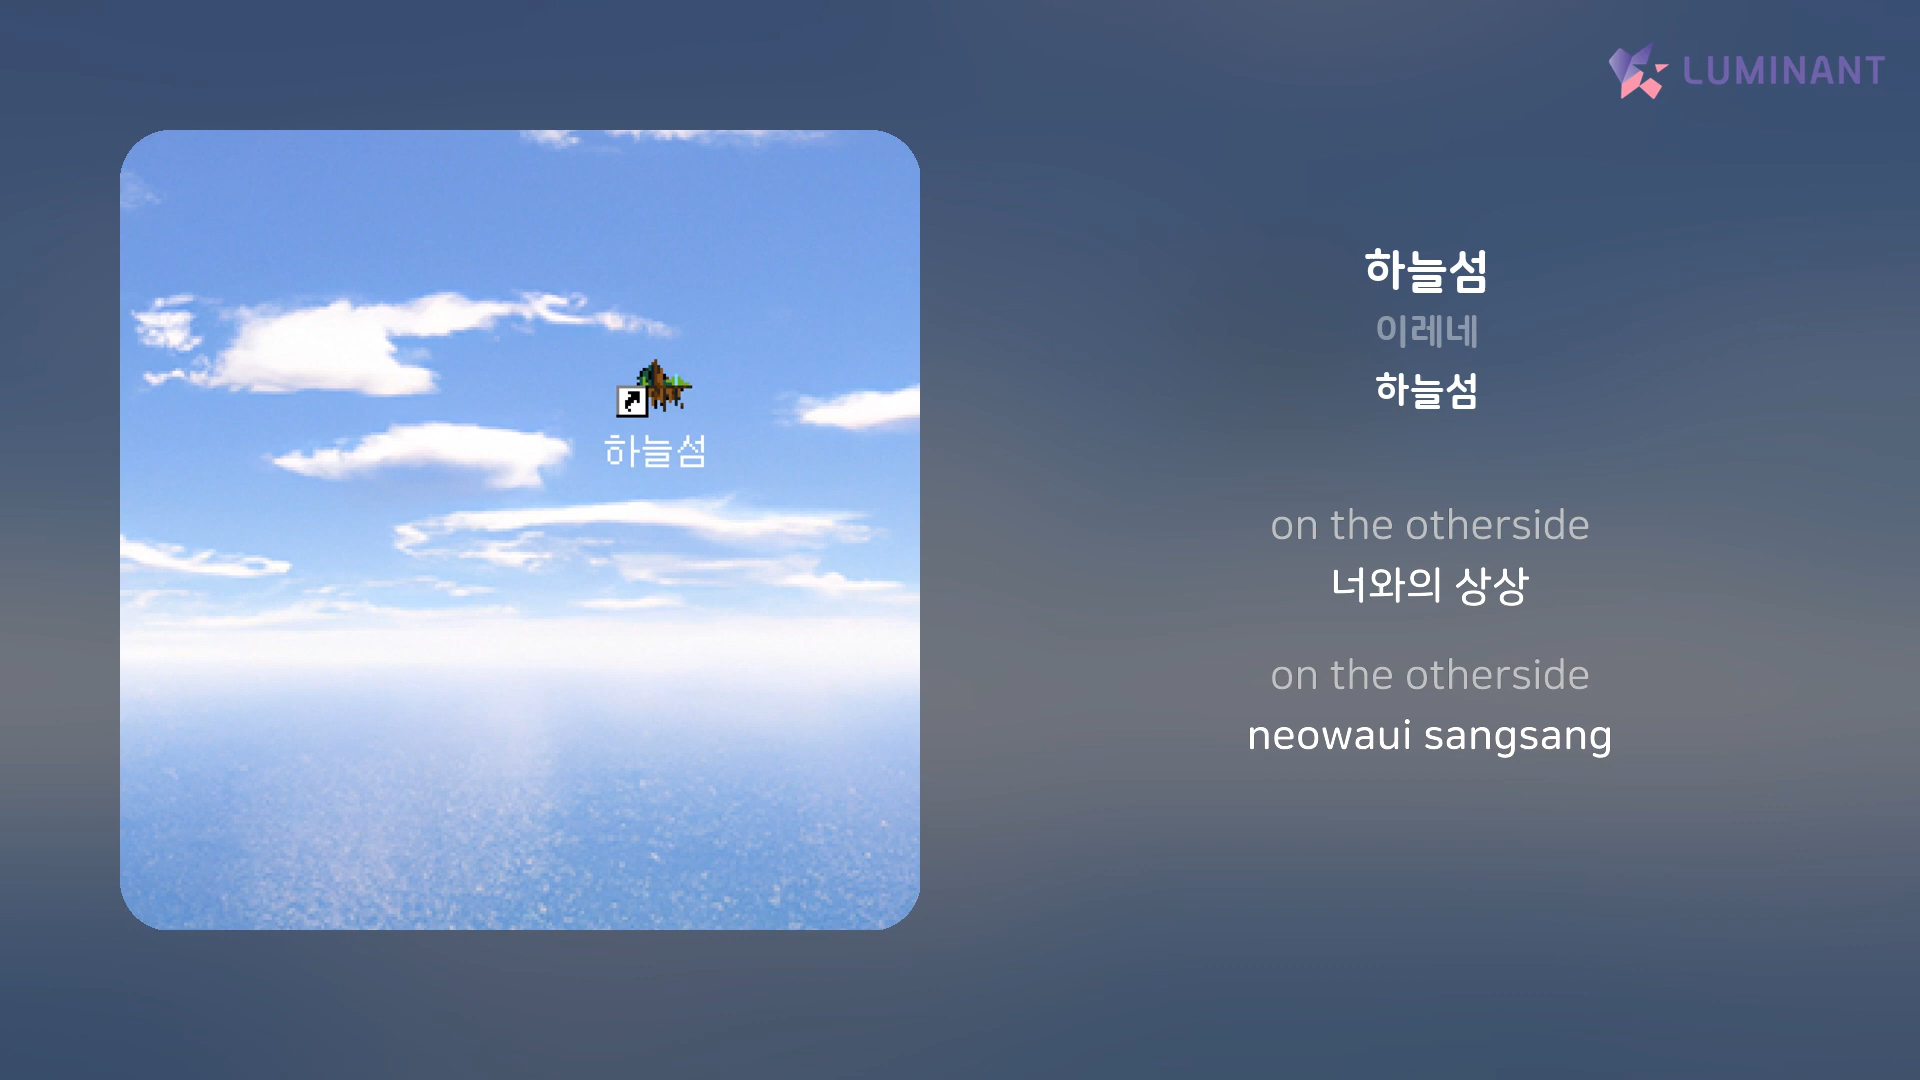 LUMINANT
하늘섬
하늘섬
이레네
하늘섬
on the otherside
너와의 상상
on the otherside
neowaui sangsang